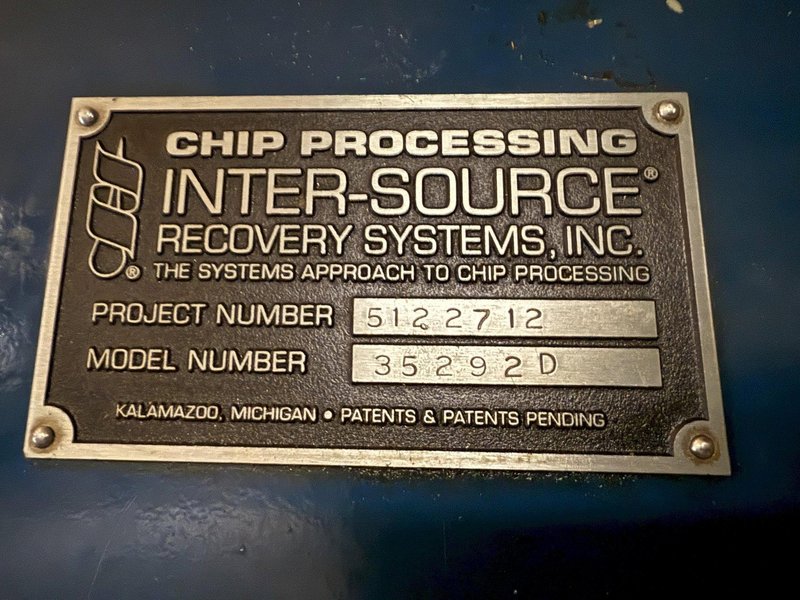 CHIP PROCESSING
INTER-SOURCE®
RECOVERY SYSTEMS, INC.
® THE SYSTEMS APPROACH TO CHIP PROCESSING
PROJECT NUMBER 5122712
MODEL NUMBER 35292D
KALAMAZOO, MICHIGAN • PATENTS & PATENTS PENDING